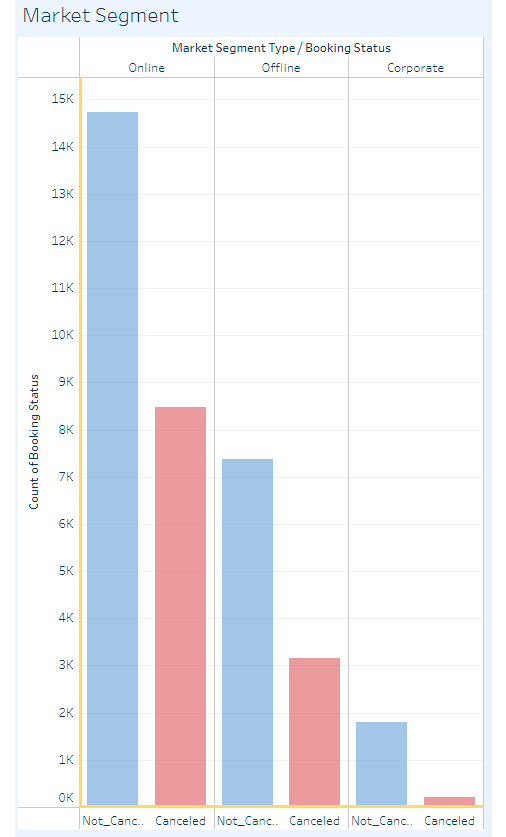 Market Segment
Market Segment Type / Booking Status
Online Offline Corporate
15K
14K
13K
12K
11K
10K
9K
8K
7K
6K
5K
4K
3K
2K
1K
0K
Count of Booking Status
Not_Canc.. Canceled Not_Canc.. Canceled Not_Canc.. Canceled